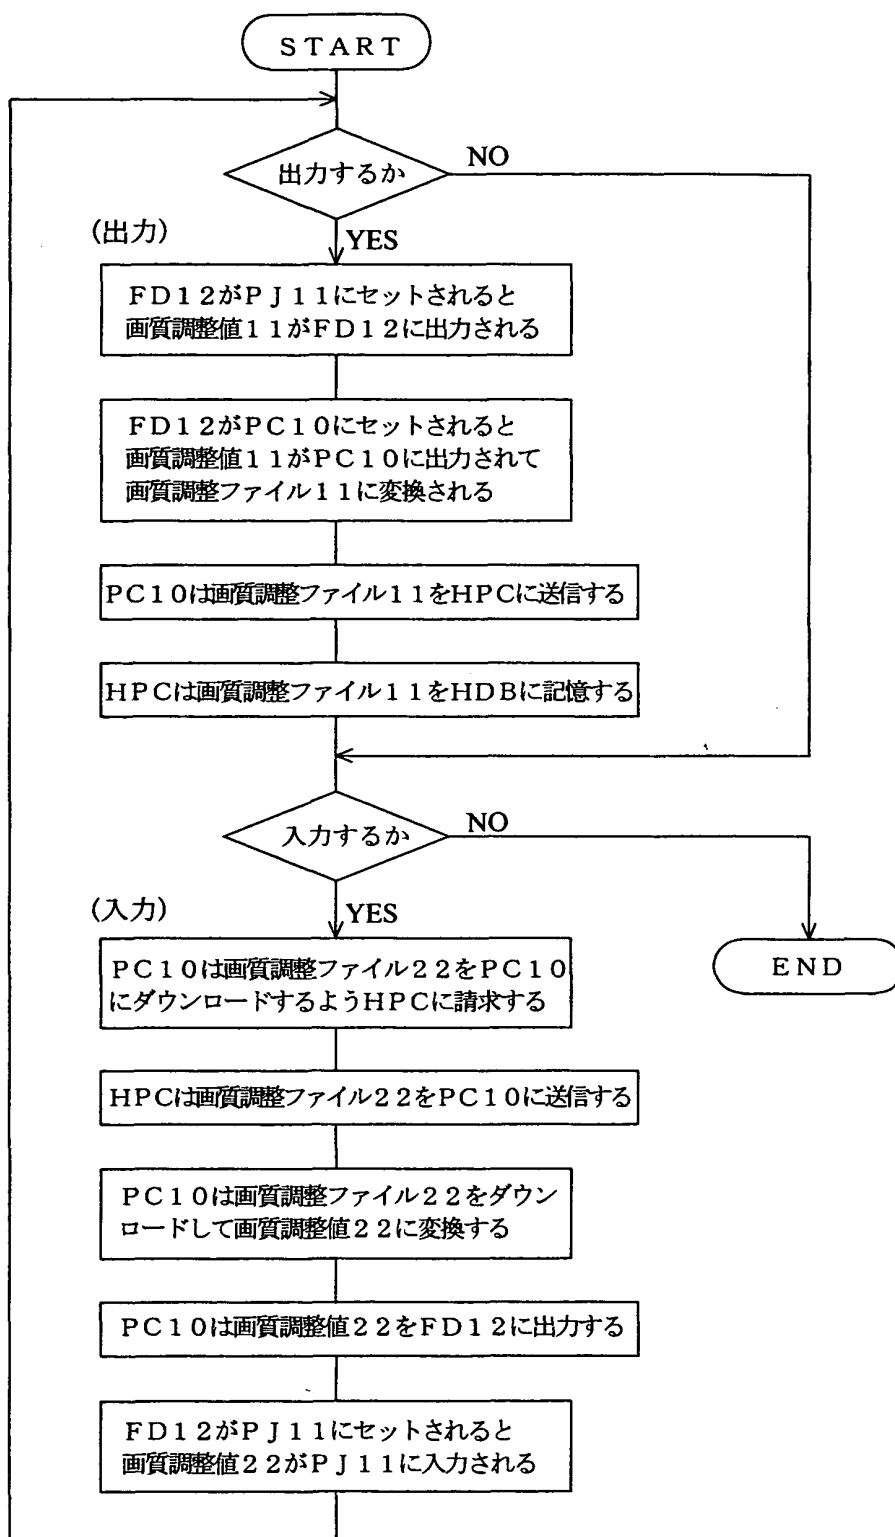 ＳＴＡＲＴ
出力するか
NO
(出力)
YES
ＦＤ１２がＰＪ１１にセットされると
画質調整値１１がＦＤ１２に出力される
ＦＤ１２がＰＣ１０にセットされると
画質調整値１１がＰＣ１０に出力されて
画質調整ファイル１１に変換される
ＰＣ１０は画質調整ファイル１１をＨＰＣに送信する
ＨＰＣは画質調整ファイル１１をＨＤＢに記憶する
入力するか
NO
(入力)
YES
ＰＣ１０は画質調整ファイル２２をＰＣ１０
にダウンロードするようＨＰＣに請求する
ＥＮＤ
ＨＰＣは画質調整ファイル２２をＰＣ１０に送信する
ＰＣ１０は画質調整ファイル２２をダウン
ロードして画質調整値２２に変換する
ＰＣ１０は画質調整値２２をＦＤ１２に出力する
ＦＤ１２がＰＪ１１にセットされると
画質調整値２２がＰＪ１１に入力される